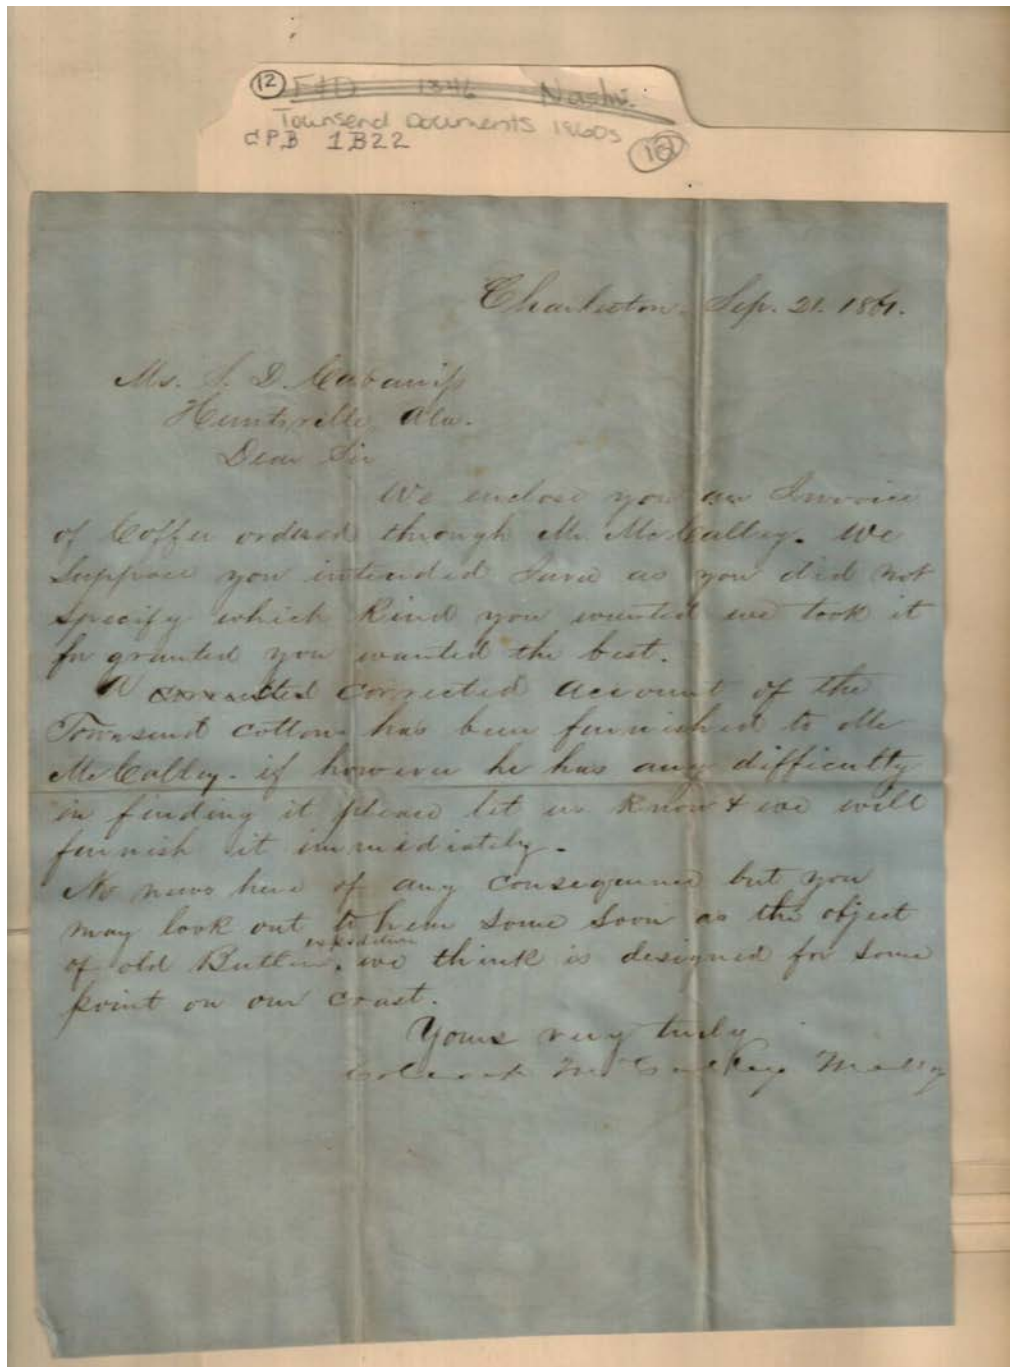 12 F&D 1846 Nashv.
Townsend Documents 1860s
CPB 1B22
12
Charleston. Sep. 21. 1861.
Mr. S. D. Cabaniss
Huntsville Ala.
Dear Sir
We enclose you an Invoice
of Coffee ordered through Mr. McCalley. We
suppose you intended Java as you did not
specify which kind you wanted we took it
for granted you wanted the best.
A corrected account of the
Townsend cotton has been furnished to Mr
McCalley. if however he has any difficulty
in finding it please let us know & we will
furnish it immidiately.
No news here of any consequence but you
may look out to hear some soon as the object
of old Butlers expedition we think is designed for some
point on our coast.
Yours very truly